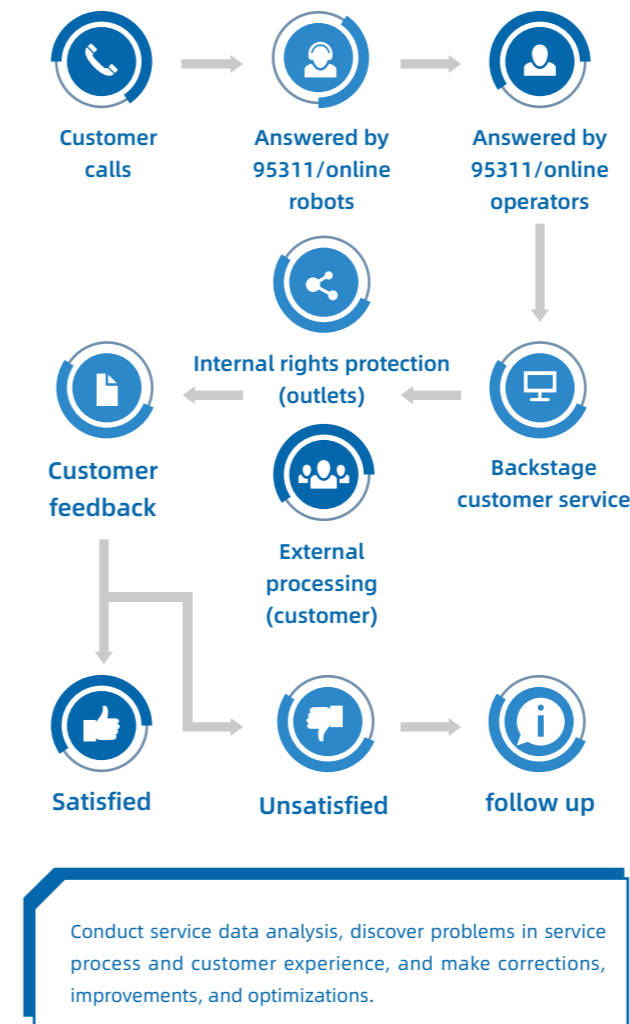 Customer
calls
Answered by
95311/online
robots
Answered by
95311/online
operators
Internal rights protection
(outlets)
Customer
feedback
Backstage
customer service
External
processing
(customer)
Satisfied
Unsatisfied
follow up
Conduct service data analysis, discover problems in service
process and customer experience, and make corrections,
improvements, and optimizations.